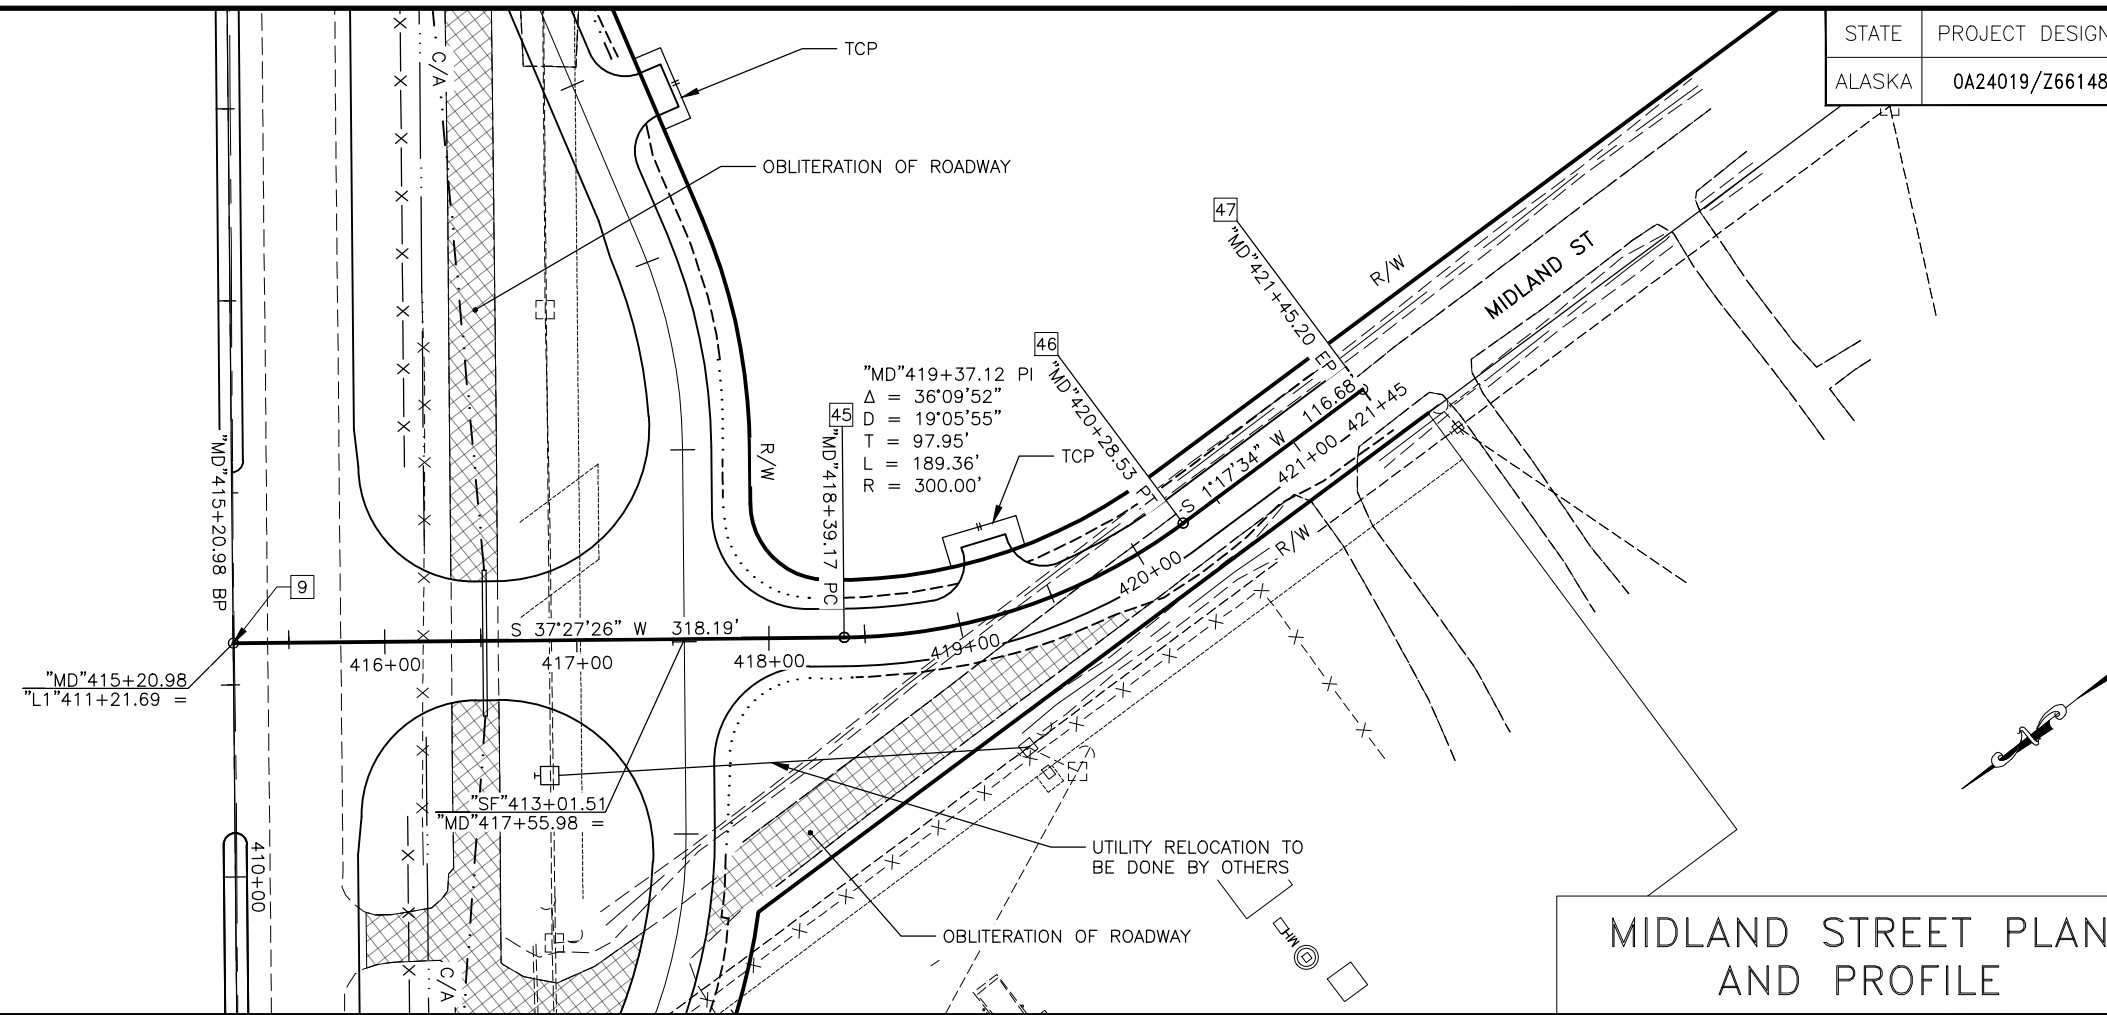 STATE
PROJECT DESIGN
ALASKA
0A24019/Z66148
TCP
C/A
OBLITERATION OF ROADWAY
47
"MD"421+45.20 EP
R/W
MIDLAND ST
46
"MD"420+28.53 PT
"MD"419+37.12 PI
Δ = 36°09'52"
D = 19°05'55"
T = 97.95'
L = 189.36'
R = 300.00'
45
"MD"418+39.17 PC
R/W
TCP
S 1°17'34" W 116.68'
421+45
421+00
420+00
419+00
R/W
"MD"415+20.98 BP
9
S 37°27'26" W 318.19'
416+00
417+00
418+00
"MD"415+20.98
"L1"411+21.69 =
"SF"413+01.51
"MD"417+55.98 =
410+00
UTILITY RELOCATION TO
BE DONE BY OTHERS
OBLITERATION OF ROADWAY
C/A
MH
N
MIDLAND STREET PLAN
AND PROFILE